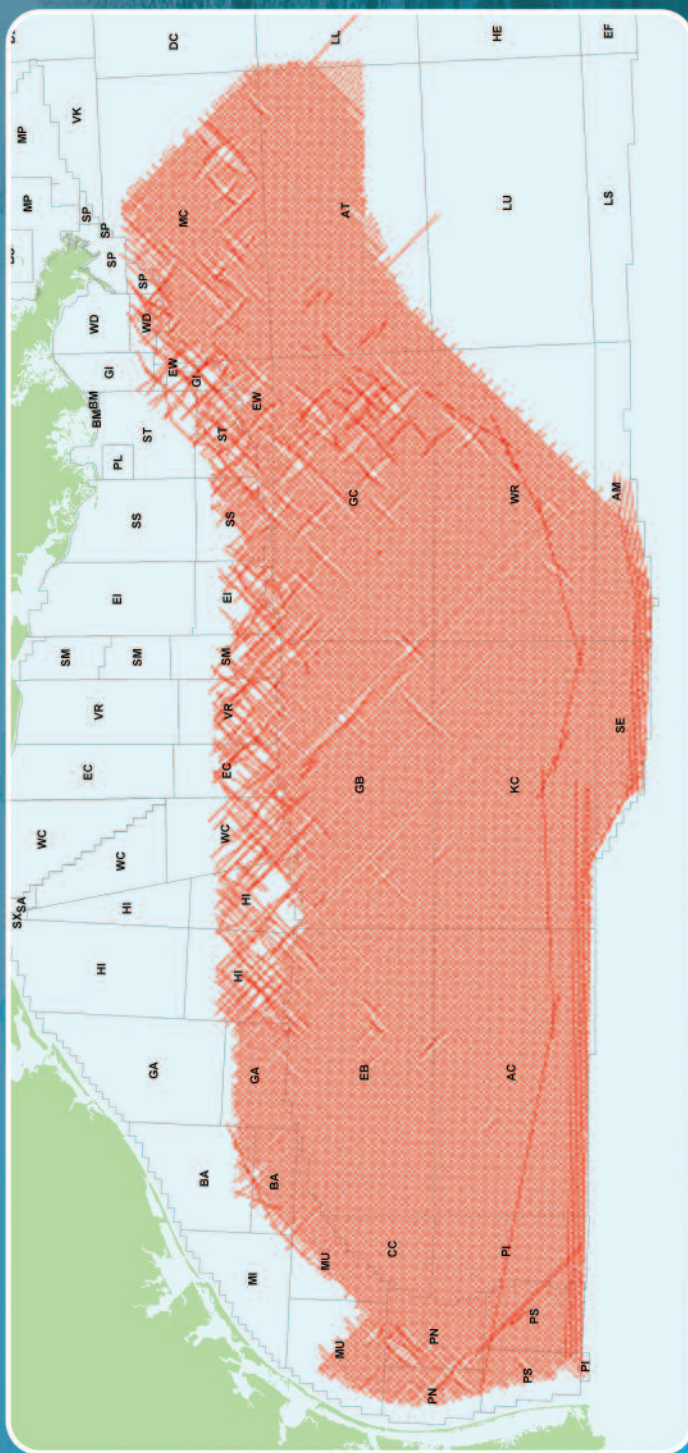 SX
SA
MP
MP
WC
SM
VK
EC
VR
BM
BM
WD
SP
HI
SP
SP
WC
HI
EI
PL
GI
SS
SM
ST
WD
SP
GA
EW
MC
DC
BA
GI
HI
HI
WC
EC
VR
SM
EI
SS
ST
MI
GA
EW
BA
MU
LL
MU
EB
GB
GC
AT
CC
PN
PN
PI
AC
KC
WR
LU
HE
PS
PS
PI
SE
AM
LS
EF